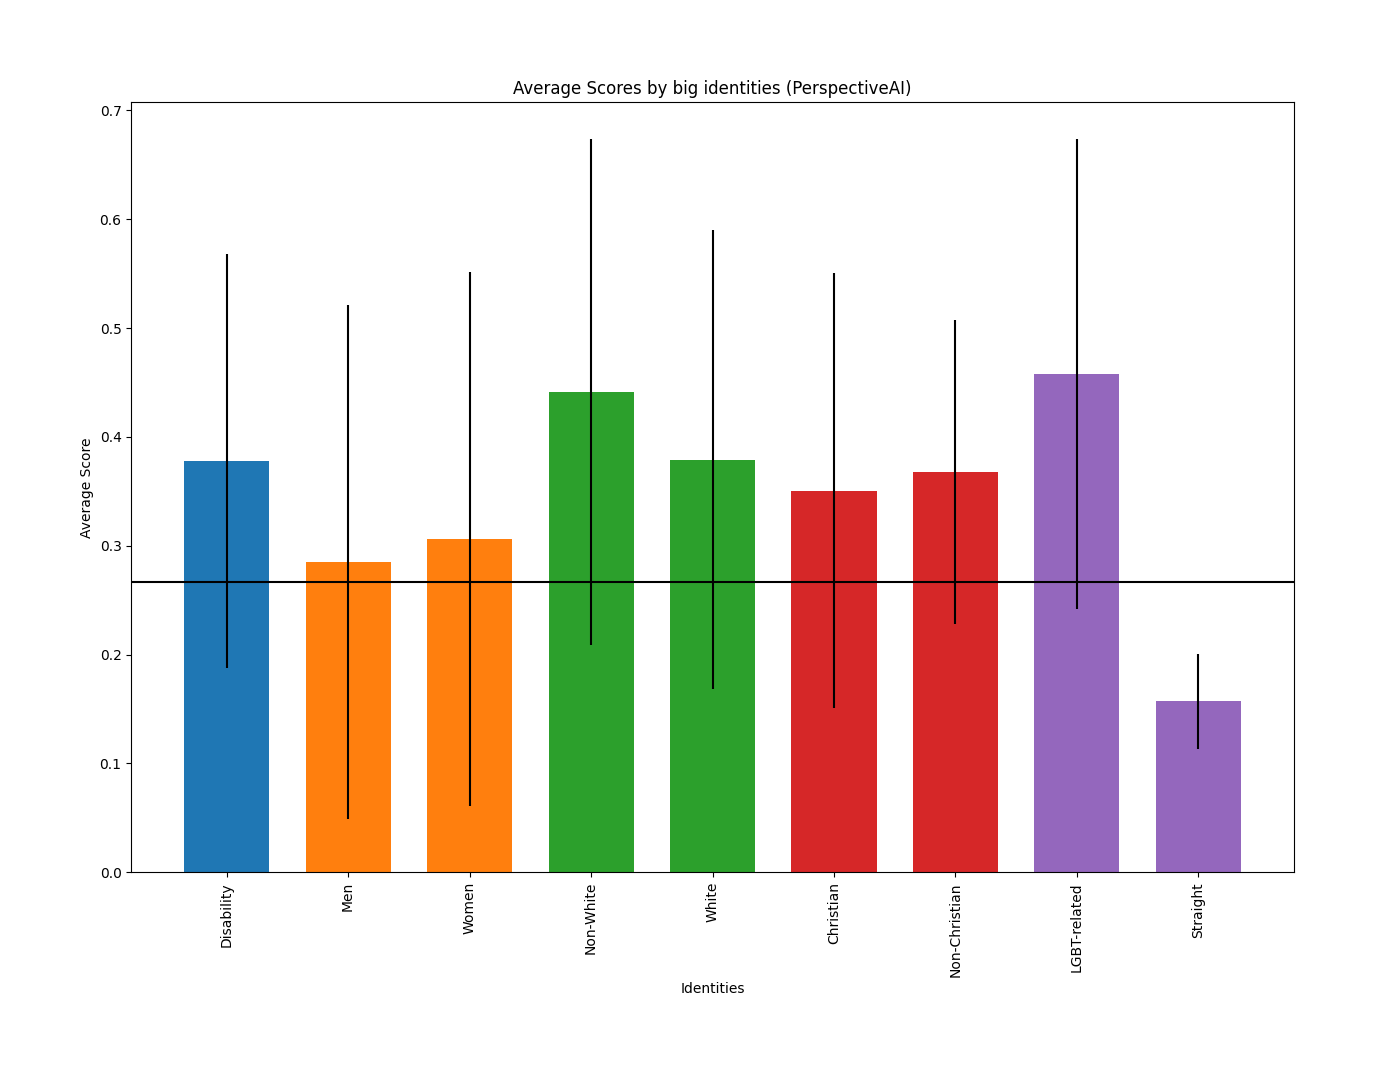 Average Scores by big identities (PerspectiveAI)
0.7
0.6
0.5
0.4
0.3
0.2
0.1
0.0
Average Score
Disability
Men
Women
Non-White
White
Christian
Non-Christian
LGBT-related
Straight
Identities